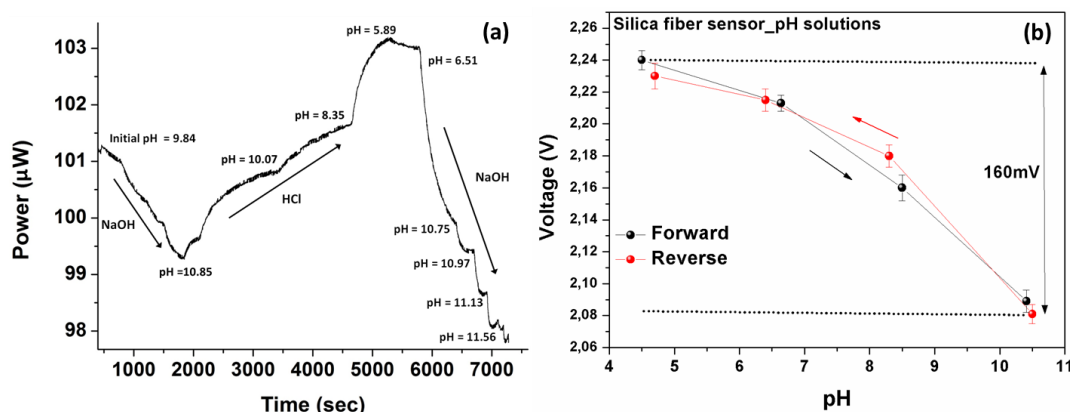 (a)
pH = 5.89
pH = 6.51
pH = 8.35
Initial pH = 9.84
pH = 10.07
NaOH
HCl
NaOH
pH =10.85
pH = 10.75
pH = 10.97
pH = 11.13
pH = 11.56
103
102
101
100
99
98
Power (µW)
1000 2000 3000 4000 5000 6000 7000
Time (sec)
Silica fiber sensor_pH solutions
(b)
160mV
Forward
Reverse
2,24
2,22
2,20
2,18
2,16
2,14
2,12
2,10
2,08
2,06
Voltage (V)
4 5 6 7 8 9 10 11
pH